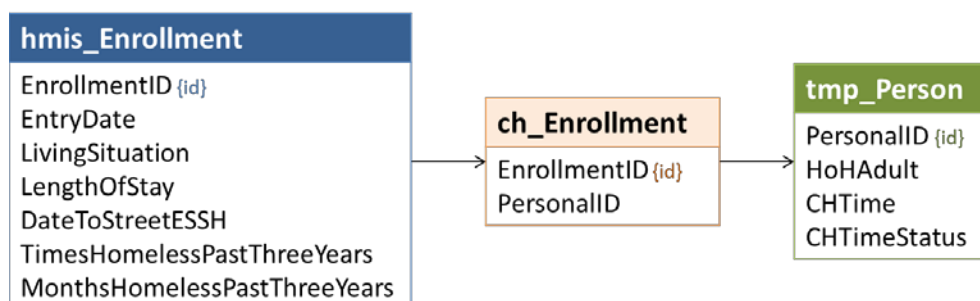 hmis_Enrollment
EnrollmentID {id}
EntryDate
LivingSituation
LengthOfStay
DateToStreetESSH
TimesHomelessPastThreeYears
MonthsHomelessPastThreeYears
ch_Enrollment
EnrollmentID {id}
PersonalID
tmp_Person
PersonalID {id}
HoHAdult
CHTime
CHTimeStatus